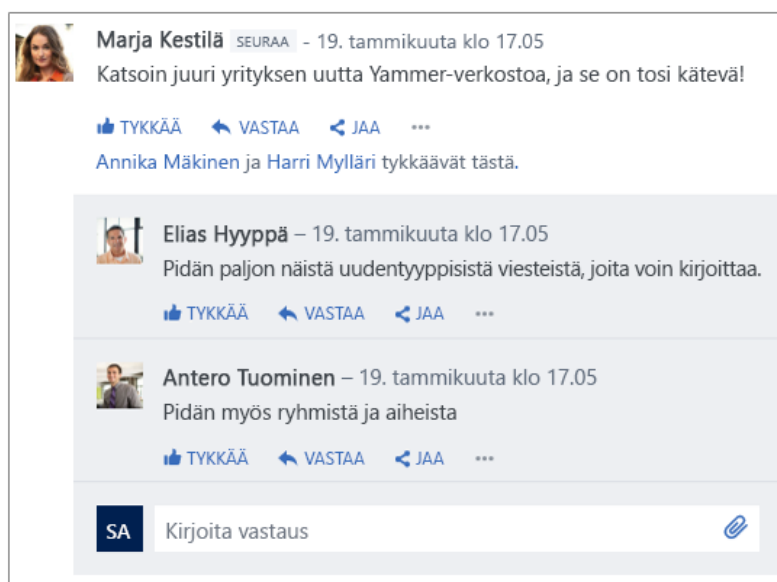 Marja Kestilä SEURAA - 19. tammikuuta klo 17.05
Katsoin juuri yrityksen uutta Yammer-verkostoa, ja se on tosi kätevä!
TYKKÄÄ VASTAA JAA
Annika Mäkinen ja Harri Mylläri tykkäävät tästä.
Elias Hyyppä – 19. tammikuuta klo 17.05
Pidän paljon näistä uudentyyppisistä viesteistä, joita voin kirjoittaa.
TYKKÄÄ VASTAA JAA
Antero Tuominen – 19. tammikuuta klo 17.05
Pidän myös ryhmistä ja aiheista
TYKKÄÄ VASTAA JAA
SA Kirjoita vastaus